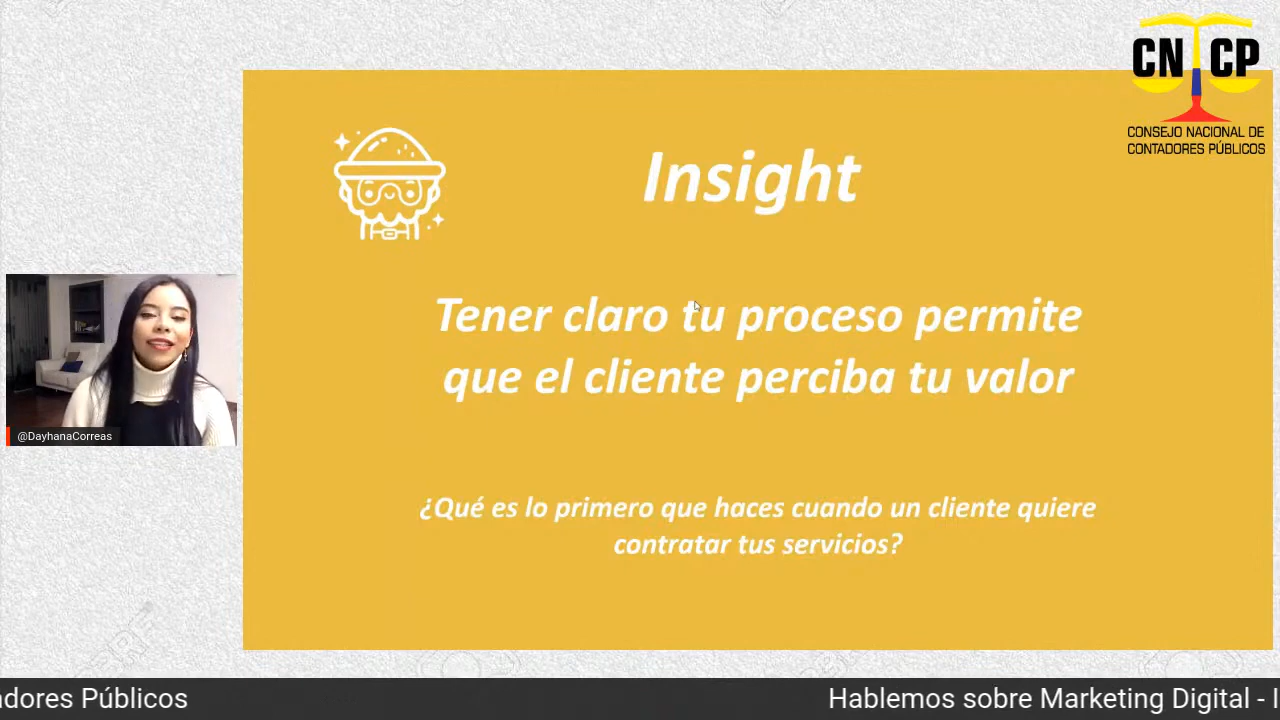 CN CP
CONSEJO NACIONAL DE
CONTADORES PÚBLICOS
Insight
Tener claro tu proceso permite
que el cliente perciba tu valor
¿Qué es lo primero que haces cuando un cliente quiere
contratar tus servicios?
@DayhanaCorreas
adores Públicos
Hablemos sobre Marketing Digital -